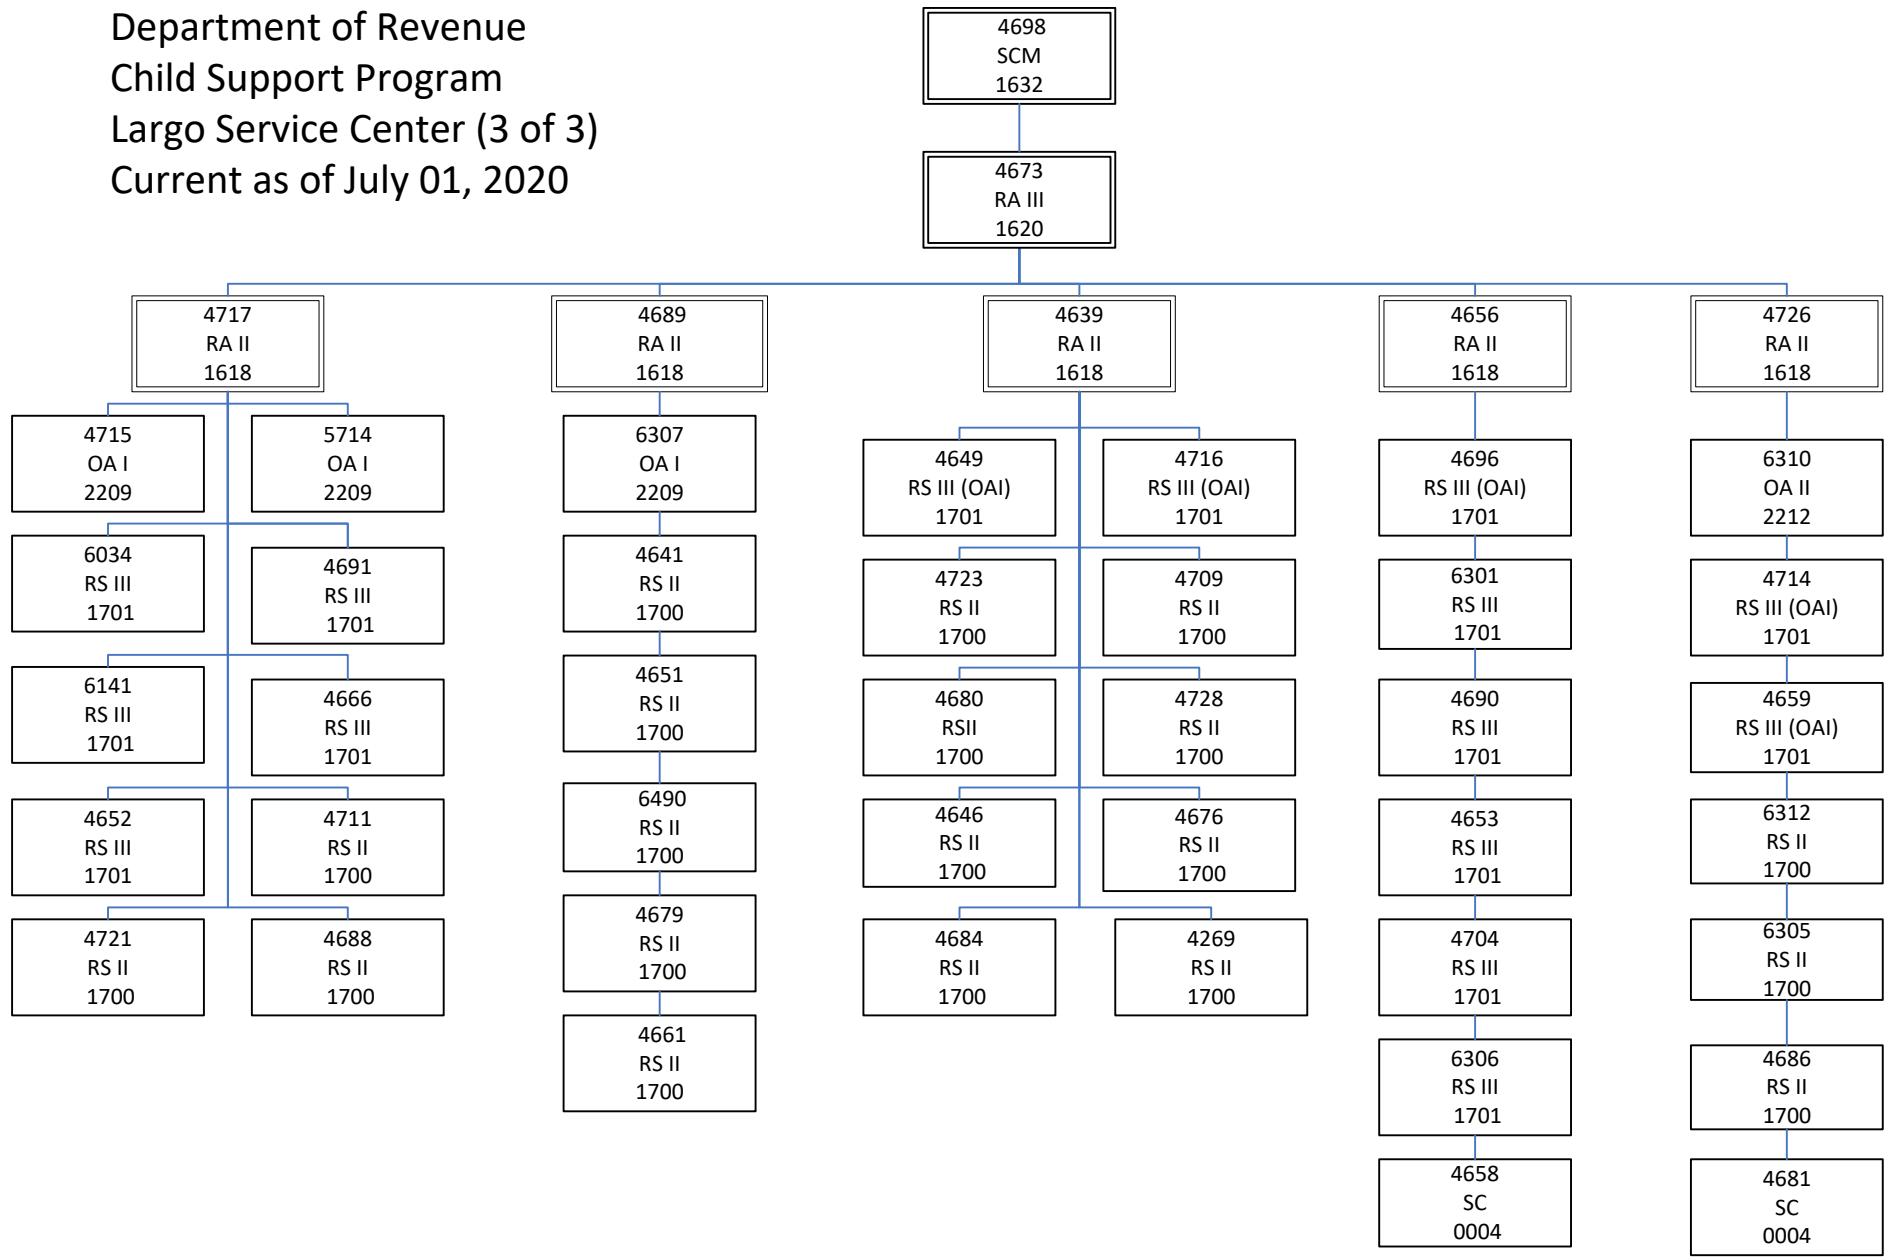 Department of Revenue
Child Support Program
Largo Service Center (3 of 3)
Current as of July 01, 2020
4698
SCM
1632
4673
RA III
1620
4717
RA II
1618
4689
RA II
1618
4639
RA II
1618
4656
RA II
1618
4726
RA II
1618
4715
OA I
2209
5714
OA I
2209
6034
RS III
1701
4691
RS III
1701
6141
RS III
1701
4666
RS III
1701
4652
RS III
1701
4711
RS II
1700
4721
RS II
1700
4688
RS II
1700
6307
OA I
2209
4641
RS II
1700
4651
RS II
1700
6490
RS II
1700
4679
RS II
1700
4661
RS II
1700
4649
RS III (OAI)
1701
4716
RS III (OAI)
1701
4723
RS II
1700
4709
RS II
1700
4680
RSII
1700
4728
RS II
1700
4646
RS II
1700
4676
RS II
1700
4684
RS II
1700
4269
RS II
1700
4696
RS III (OAI)
1701
6301
RS III
1701
4690
RS III
1701
4653
RS III
1701
4704
RS III
1701
6306
RS III
1701
4658
SC
0004
6310
OA II
2212
4714
RS III (OAI)
1701
4659
RS III (OAI)
1701
6312
RS II
1700
6305
RS II
1700
4686
RS II
1700
4681
SC
0004